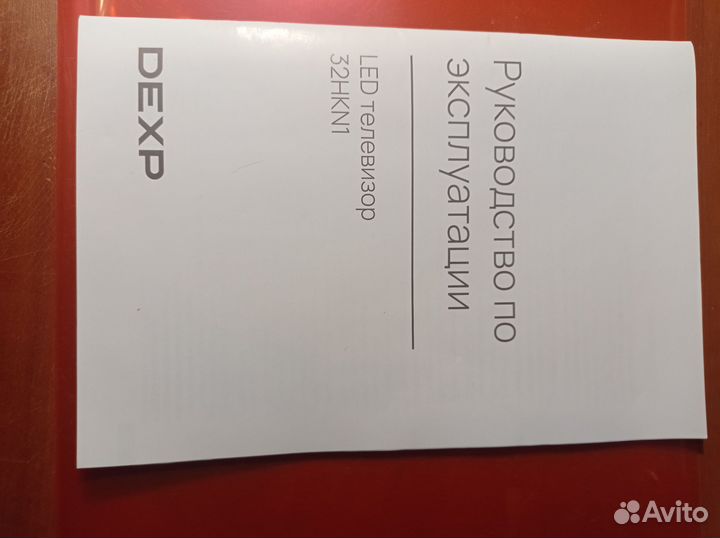 Руководство по
эксплуатации
LED телевизор
32HKN1
DEXP
Avito